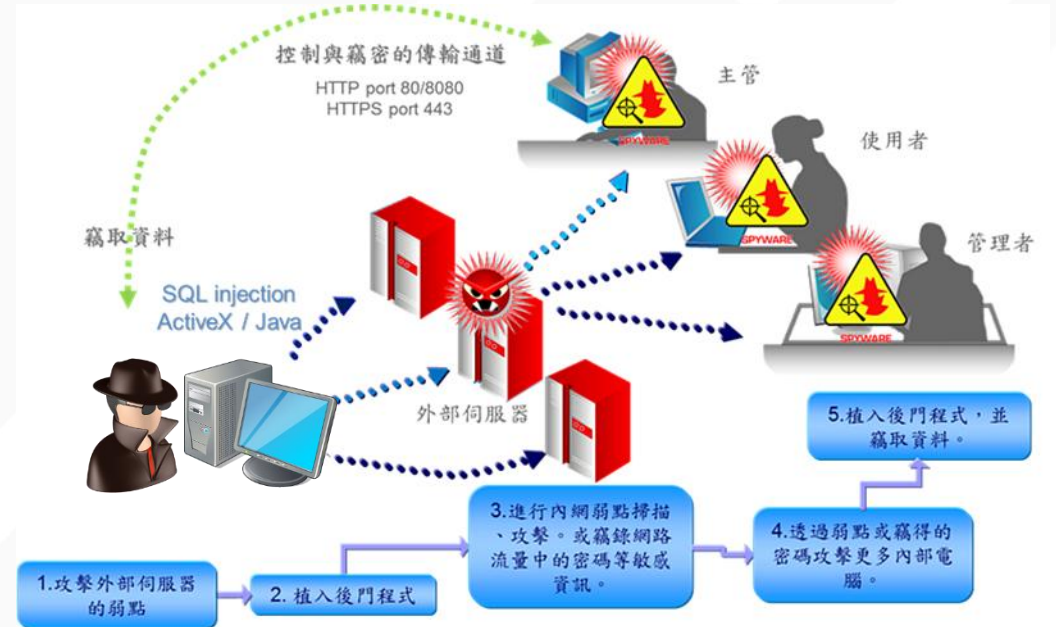 控制與竊密的傳輸通道
HTTP port 80/8080
HTTPS port 443
主管
SPYWARE
使用者
SPYWARE
管理者
SPYWARE
竊取資料
SQL injection
ActiveX / Java
外部伺服器
1.攻擊外部伺服器
的弱點
2. 植入後門程式
3.進行內網弱點掃描
、攻擊。或竊錄網路
流量中的密碼等敏感
資訊。
4.透過弱點或竊得的
密碼攻擊更多內部電
腦。
5.植入後門程式，並
竊取資料。